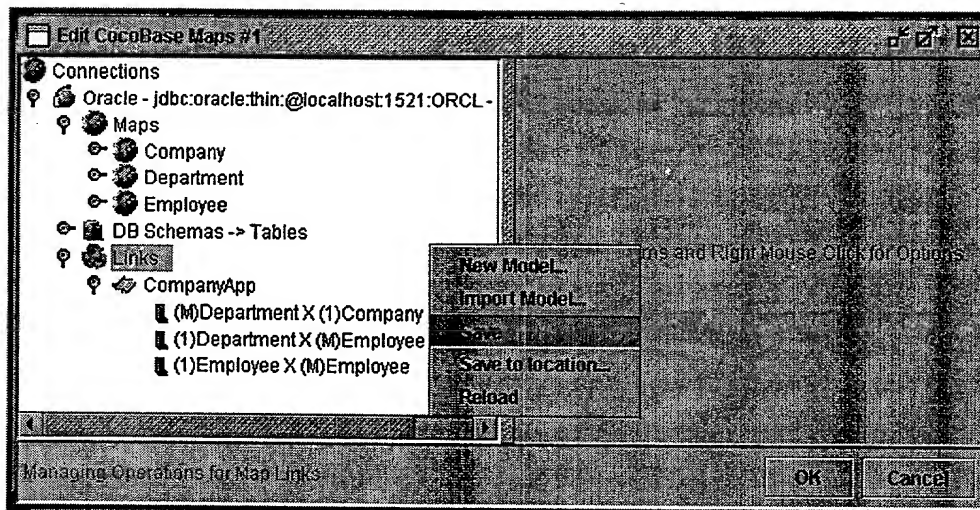 Edit CocoBase Maps #1
Connections
Oracle - jdbc:oracle:thin:@localhost:1521:ORCL -
Maps
Company
Department
Employee
DB Schemas -> Tables
Links
CompanyApp
(M)Department X (1)Company
(1)Department X (M)Employee
(1)Employee X (M)Employee
New Model...
Import Model...
Save
Save to location...
Reload
and Right Mouse Click for Options
Managing Operations for Map Links
OK
Cancel